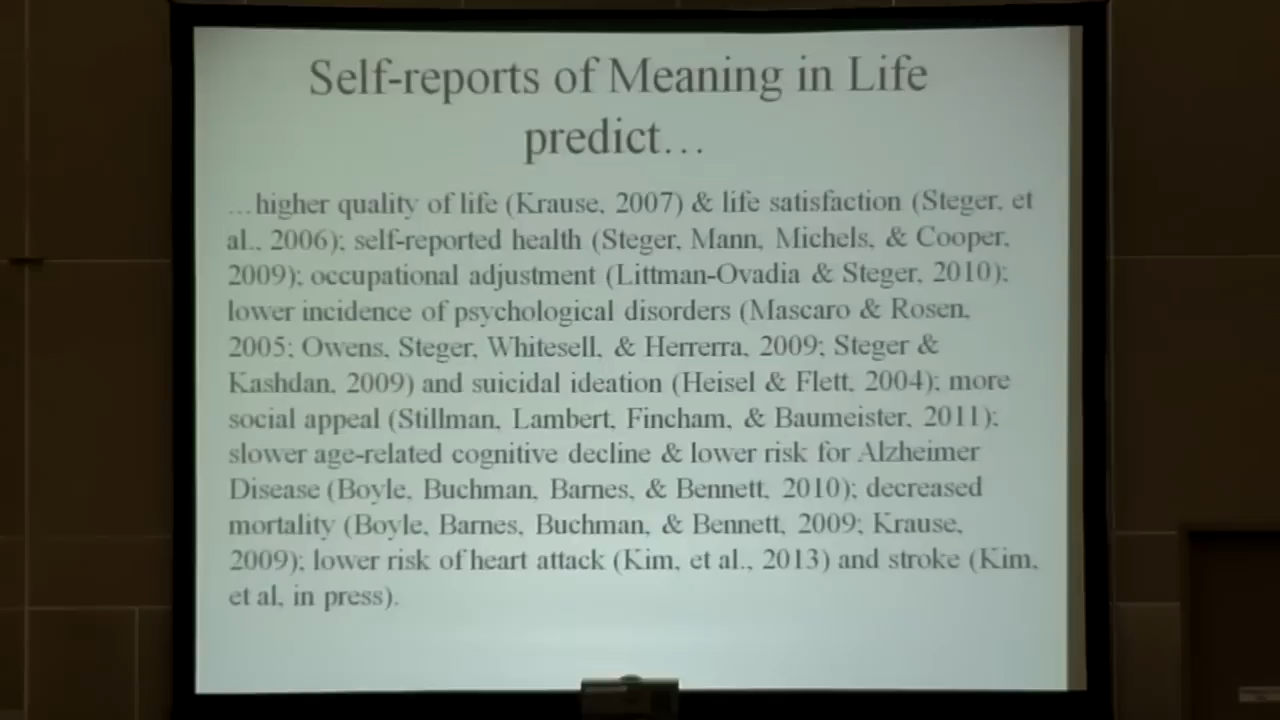 Self-reports of Meaning in Life
predict…
…higher quality of life (Krause, 2007) & life satisfaction (Steger, et
al., 2006); self-reported health (Steger, Mann, Michels, & Cooper,
2009); occupational adjustment (Littman-Ovadia & Steger, 2010);
lower incidence of psychological disorders (Mascaro & Rosen,
2005; Owens, Steger, Whitesell, & Herrerra, 2009; Steger &
Kashdan, 2009) and suicidal ideation (Heisel & Flett, 2004); more
social appeal (Stillman, Lambert, Fincham, & Baumeister, 2011);
slower age-related cognitive decline & lower risk for Alzheimer
Disease (Boyle, Buchman, Barnes, & Bennett, 2010); decreased
mortality (Boyle, Barnes, Buchman, & Bennett, 2009; Krause,
2009); lower risk of heart attack (Kim, et al., 2013) and stroke (Kim,
et al, in press).